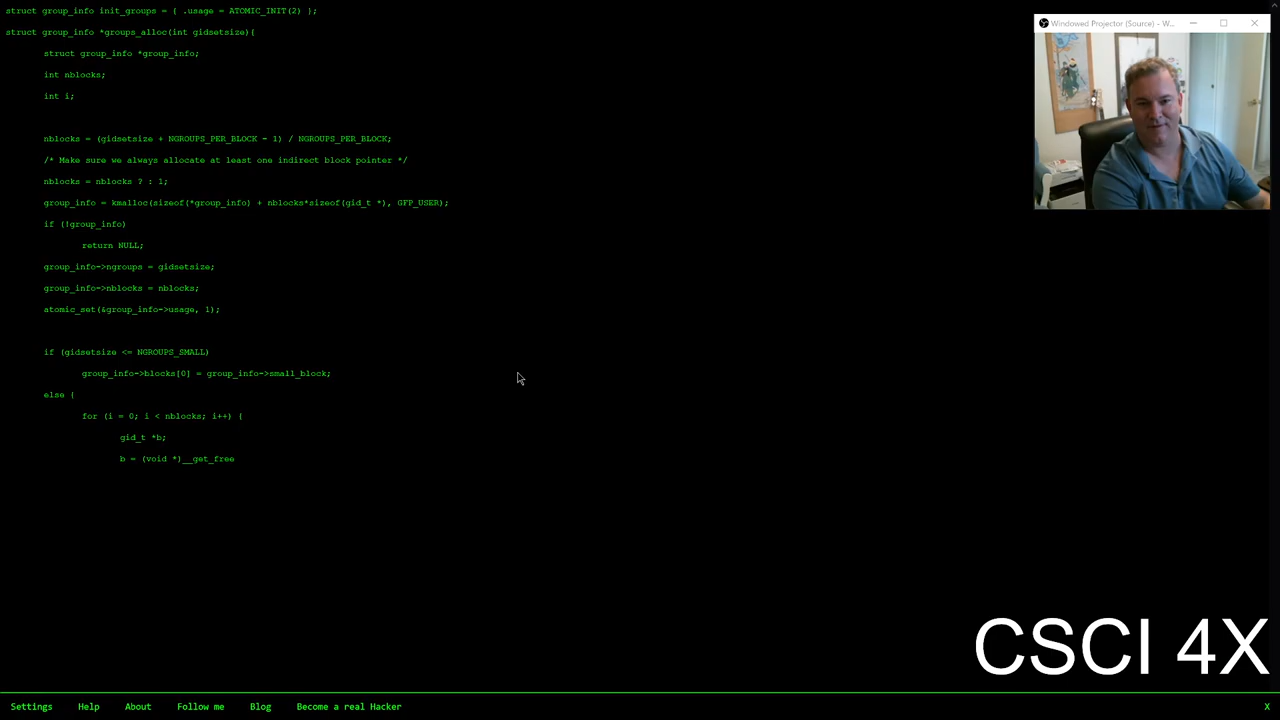 struct group_info init_groups = { .usage = ATOMIC_INIT(2) };
struct group_info *groups_alloc(int gidsetsize){
struct group_info *group_info;
int nblocks;
int i;
nblocks = (gidsetsize + NGROUPS_PER_BLOCK - 1) / NGROUPS_PER_BLOCK;
/* Make sure we always allocate at least one indirect block pointer */
nblocks = nblocks ? : 1;
group_info = kmalloc(sizeof(*group_info) + nblocks*sizeof(gid_t *), GFP_USER);
if (!group_info)
return NULL;
group_info->ngroups = gidsetsize;
group_info->nblocks = nblocks;
atomic_set(&group_info->usage, 1);
if (gidsetsize <= NGROUPS_SMALL)
group_info->blocks[0] = group_info->small_block;
else {
for (i = 0; i < nblocks; i++) {
gid_t *b;
b = (void *)__get_free
Windowed Projector (Source) - W...
CSCI 4X
Settings Help About Follow me Blog Become a real Hacker X